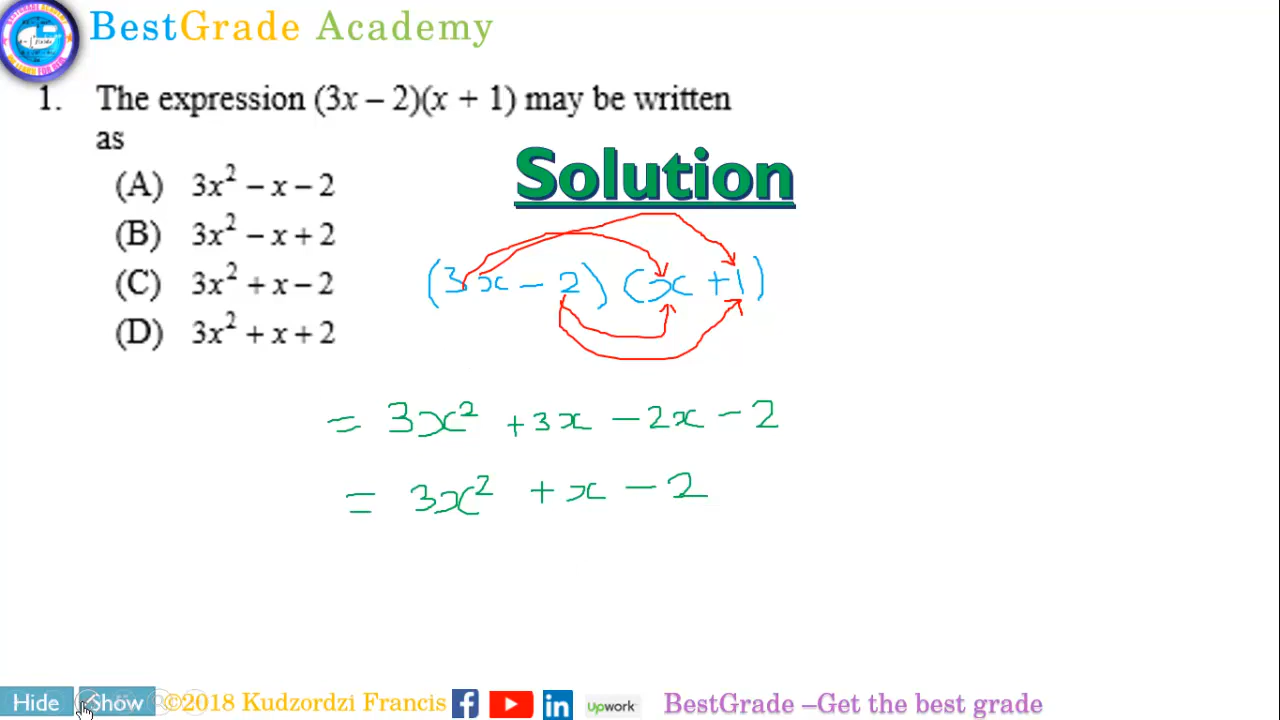 BestGrade Academy
1. The expression (3x – 2)(x + 1) may be written
as
(A) 3x² – x – 2
(B) 3x² – x + 2
(C) 3x² + x – 2
(D) 3x² + x + 2
Solution
(3x – 2) (x + 1)
= 3x² + 3x – 2x – 2
= 3x² + x – 2
Hide Show ©2018 Kudzordzi Francis f in upwork BestGrade –Get the best grade